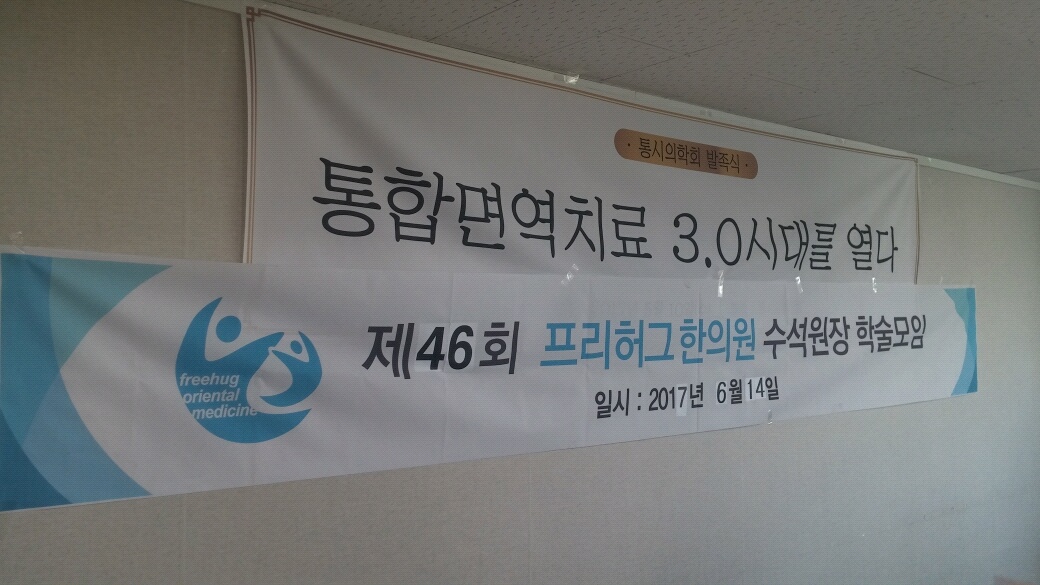 · 통시의학회 발족식 ·
통합면역치료 3.0시대를 열다
freehug
oriental
medicine
제46회 프리허그한의원 수석원장 학술모임
일시 : 2017년 6월 14일